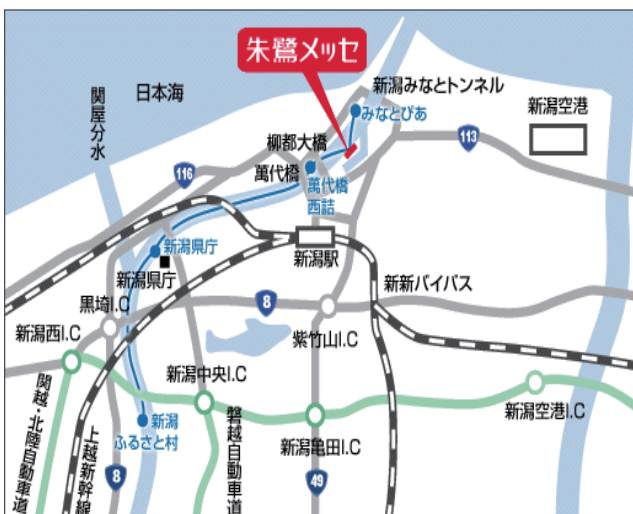 朱鷺メッセ
日本海
関屋分水
新潟みなとトンネル
みなとぴあ
新潟空港
柳都大橋
113
116
萬代橋
萬代橋
西詰
新潟県庁
新潟県庁
新潟駅
新新バイパス
黒埼I.C
8
紫竹山I.C
新潟西I.C
新潟中央I.C
新潟空港I.C
新潟
ふるさと村
新潟亀田I.C
関越・北陸自動車道
上越新幹線
8
磐越自動車道
49